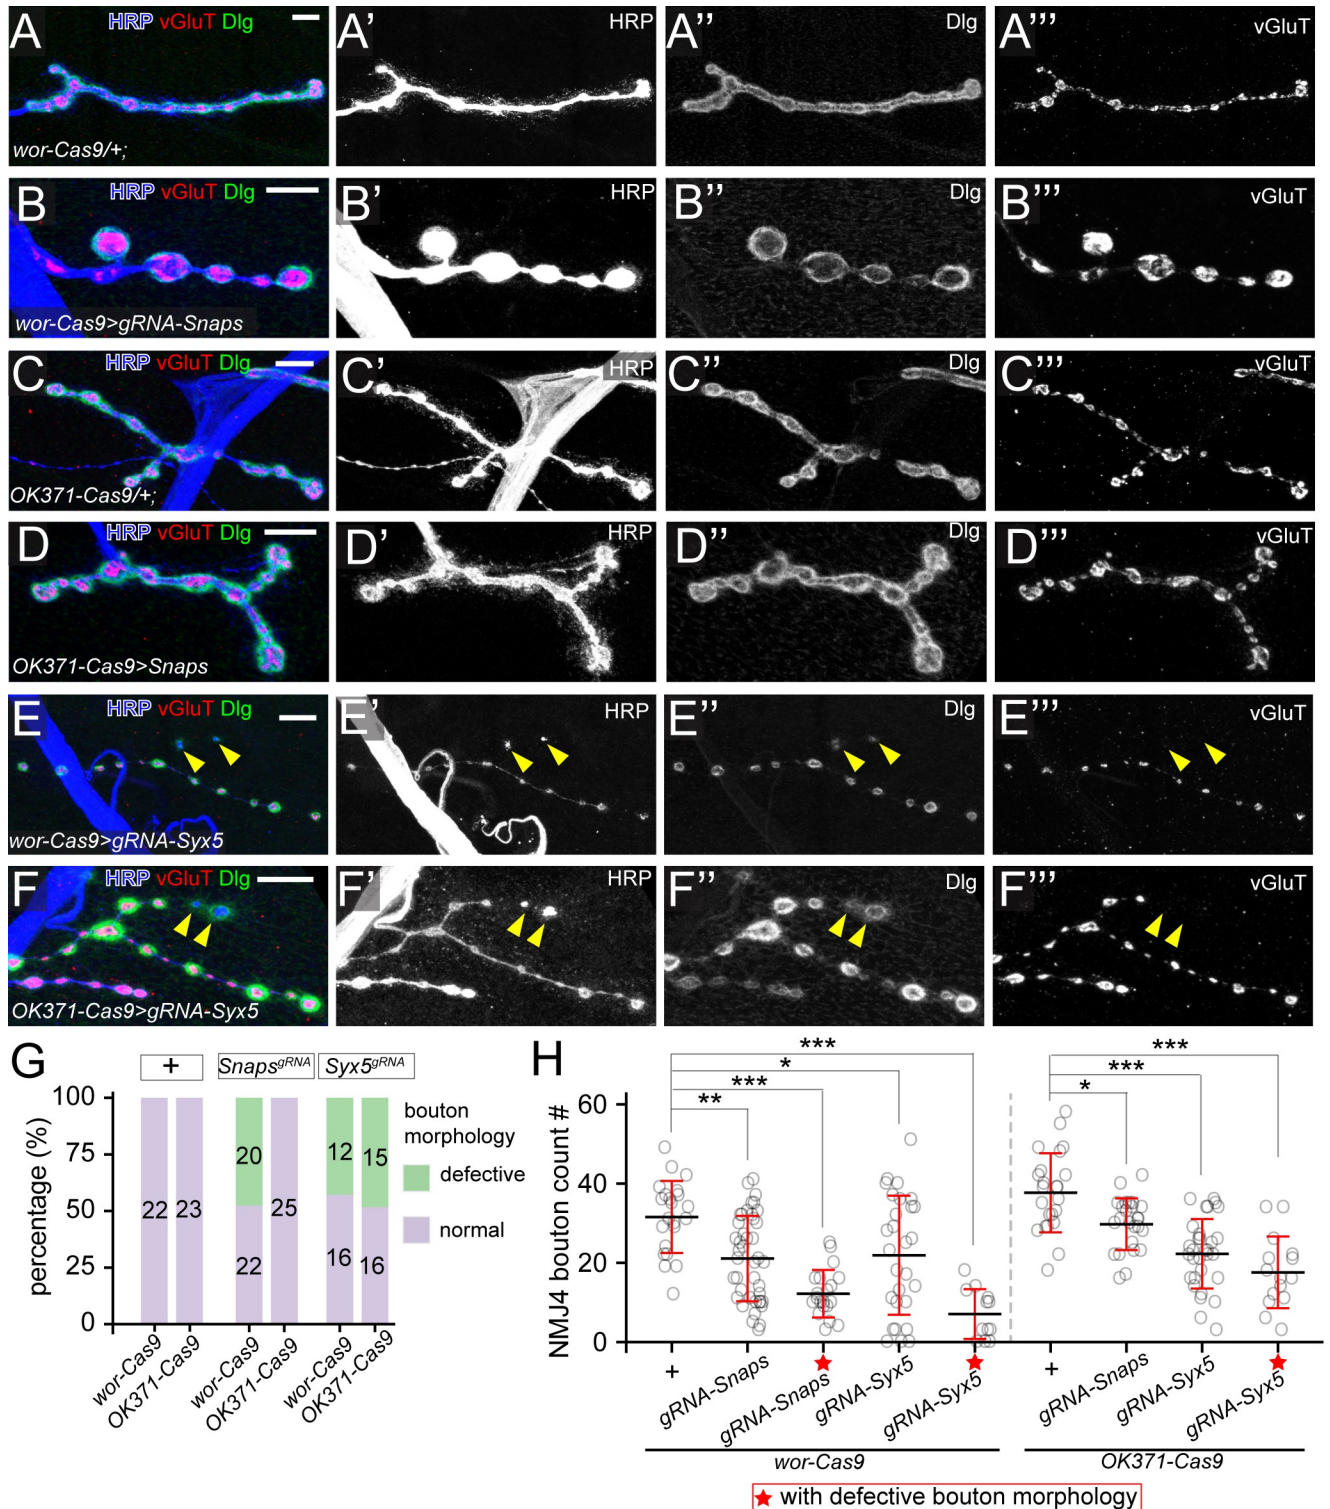 A HRP vGluT Dlg
wor-Cas9/+;
A' HRP
A'' Dlg
A''' vGluT
B HRP vGluT Dlg
wor-Cas9>gRNA-Snaps
B' HRP
B'' Dlg
B''' vGluT
C HRP vGluT Dlg
OK371-Cas9/+;
C' HRP
C'' Dlg
C''' vGluT
D HRP vGluT Dlg
OK371-Cas9>Snaps
D' HRP
D'' Dlg
D''' vGluT
E HRP vGluT Dlg
wor-Cas9>gRNA-Syx5
E' HRP
E'' Dlg
E''' vGluT
F HRP vGluT Dlg
OK371-Cas9>gRNA-Syx5
F' HRP
F'' Dlg
F''' vGluT
G
+ Snaps^gRNA Syx5^gRNA
percentage (%)
100
75
50
25
0
22 23 20 22 25 12 16 15 16
bouton
morphology
defective
normal
wor-Cas9
OK371-Cas9
wor-Cas9
OK371-Cas9
wor-Cas9
OK371-Cas9
H
NMJ4 bouton count #
60
40
20
0
***
*
***
**
***
***
*
+
gRNA-Snaps
gRNA-Snaps
gRNA-Syx5
gRNA-Syx5
+
gRNA-Snaps
gRNA-Syx5
gRNA-Syx5
wor-Cas9
OK371-Cas9
★ with defective bouton morphology